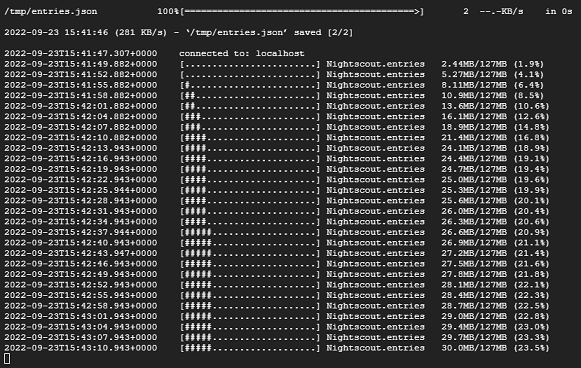 /tmp/entries.json 100%[===========================================>] 2 --.-KB/s in 0s
2022-09-23 15:41:46 (281 KB/s) - ‘/tmp/entries.json’ saved [2/2]
2022-09-23T15:41:47.307+0000 connected to: localhost
2022-09-23T15:41:49.882+0000 [........................] Nightscout.entries 2.44MB/127MB (1.9%)
2022-09-23T15:41:52.882+0000 [........................] Nightscout.entries 5.27MB/127MB (4.1%)
2022-09-23T15:41:55.882+0000 [#.......................] Nightscout.entries 8.11MB/127MB (6.4%)
2022-09-23T15:41:58.882+0000 [##......................] Nightscout.entries 10.9MB/127MB (8.5%)
2022-09-23T15:42:01.882+0000 [##......................] Nightscout.entries 13.6MB/127MB (10.6%)
2022-09-23T15:42:04.882+0000 [###.....................] Nightscout.entries 16.1MB/127MB (12.6%)
2022-09-23T15:42:07.882+0000 [###.....................] Nightscout.entries 18.9MB/127MB (14.8%)
2022-09-23T15:42:10.882+0000 [####....................] Nightscout.entries 21.4MB/127MB (16.8%)
2022-09-23T15:42:13.943+0000 [####....................] Nightscout.entries 24.1MB/127MB (18.9%)
2022-09-23T15:42:16.943+0000 [####....................] Nightscout.entries 24.4MB/127MB (19.1%)
2022-09-23T15:42:19.943+0000 [####....................] Nightscout.entries 24.7MB/127MB (19.4%)
2022-09-23T15:42:22.943+0000 [####....................] Nightscout.entries 25.0MB/127MB (19.6%)
2022-09-23T15:42:25.944+0000 [####....................] Nightscout.entries 25.3MB/127MB (19.9%)
2022-09-23T15:42:28.943+0000 [####....................] Nightscout.entries 25.6MB/127MB (20.1%)
2022-09-23T15:42:31.943+0000 [####....................] Nightscout.entries 26.0MB/127MB (20.4%)
2022-09-23T15:42:34.943+0000 [####....................] Nightscout.entries 26.3MB/127MB (20.6%)
2022-09-23T15:42:37.944+0000 [#####...................] Nightscout.entries 26.6MB/127MB (20.9%)
2022-09-23T15:42:40.943+0000 [#####...................] Nightscout.entries 26.9MB/127MB (21.1%)
2022-09-23T15:42:43.947+0000 [#####...................] Nightscout.entries 27.2MB/127MB (21.4%)
2022-09-23T15:42:46.943+0000 [#####...................] Nightscout.entries 27.5MB/127MB (21.6%)
2022-09-23T15:42:49.943+0000 [#####...................] Nightscout.entries 27.8MB/127MB (21.8%)
2022-09-23T15:42:52.943+0000 [#####...................] Nightscout.entries 28.1MB/127MB (22.1%)
2022-09-23T15:42:55.943+0000 [#####...................] Nightscout.entries 28.4MB/127MB (22.3%)
2022-09-23T15:42:58.943+0000 [#####...................] Nightscout.entries 28.7MB/127MB (22.5%)
2022-09-23T15:43:01.943+0000 [#####...................] Nightscout.entries 29.0MB/127MB (22.8%)
2022-09-23T15:43:04.943+0000 [#####...................] Nightscout.entries 29.4MB/127MB (23.0%)
2022-09-23T15:43:07.943+0000 [#####...................] Nightscout.entries 29.7MB/127MB (23.3%)
2022-09-23T15:43:10.943+0000 [#####...................] Nightscout.entries 30.0MB/127MB (23.5%)